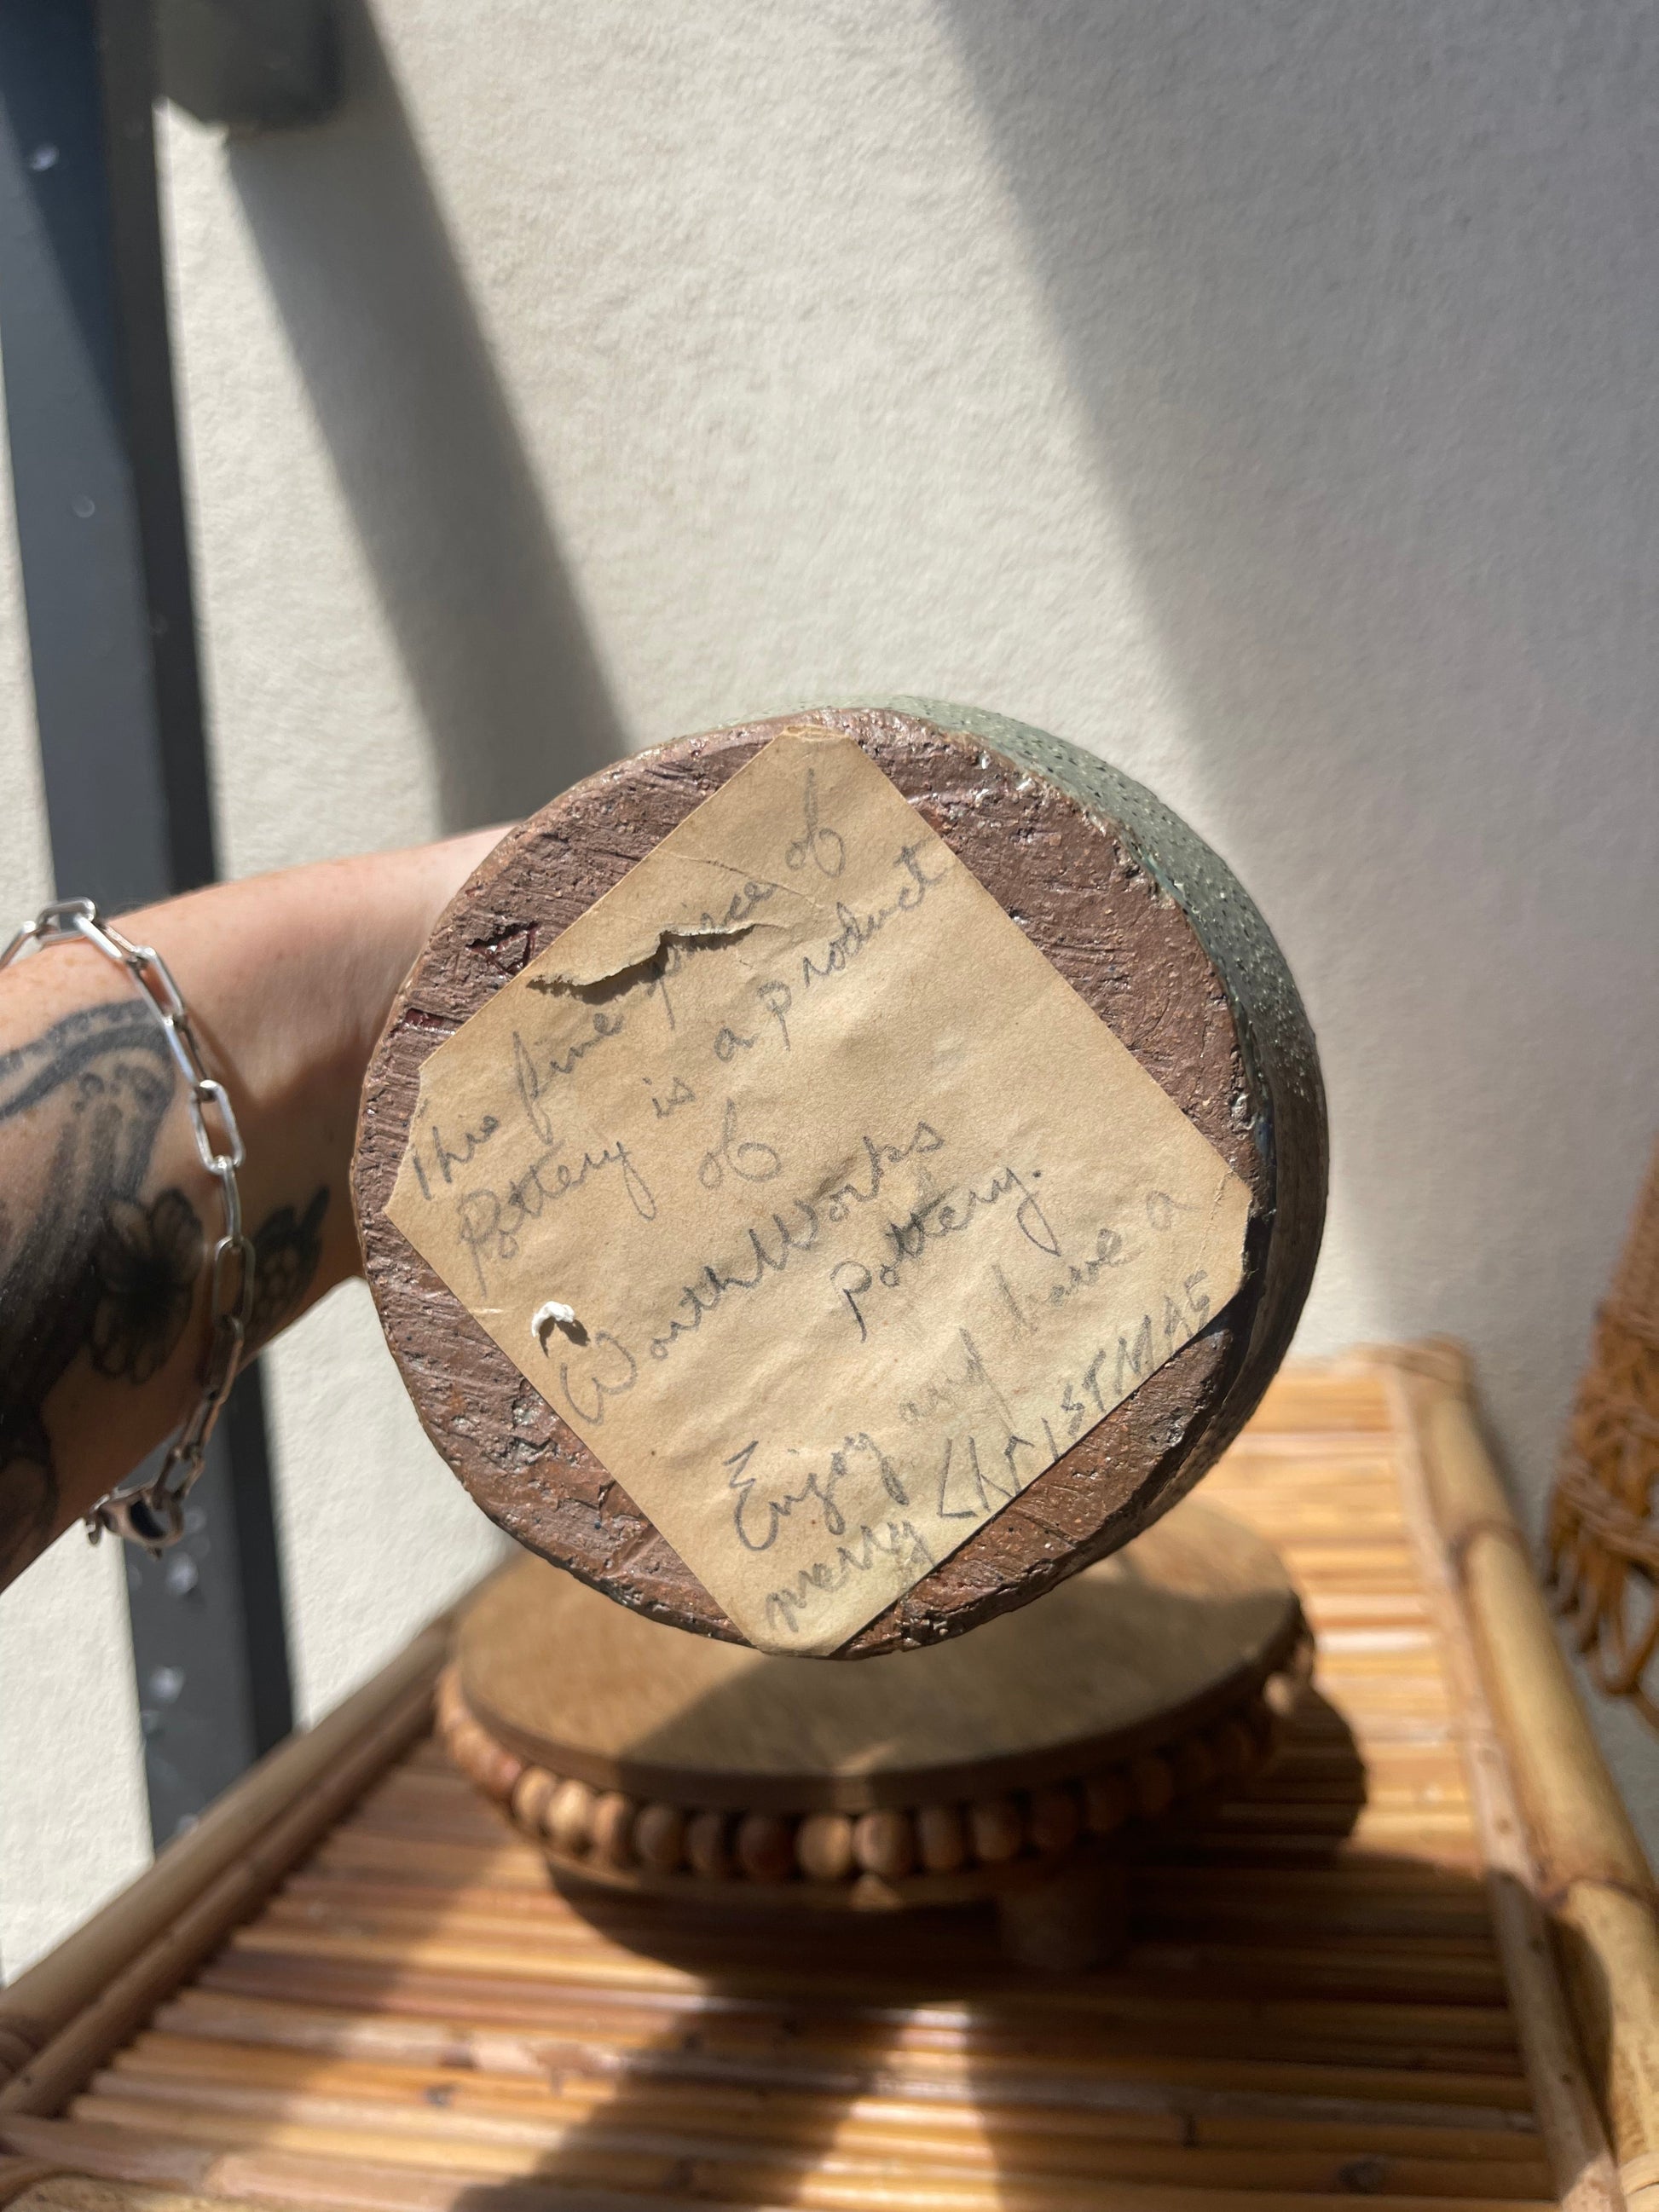 This fine piece of
Pottery is a product
of
WorthWorks
Pottery.
Enjoy and have a
merry CHRISTMAS